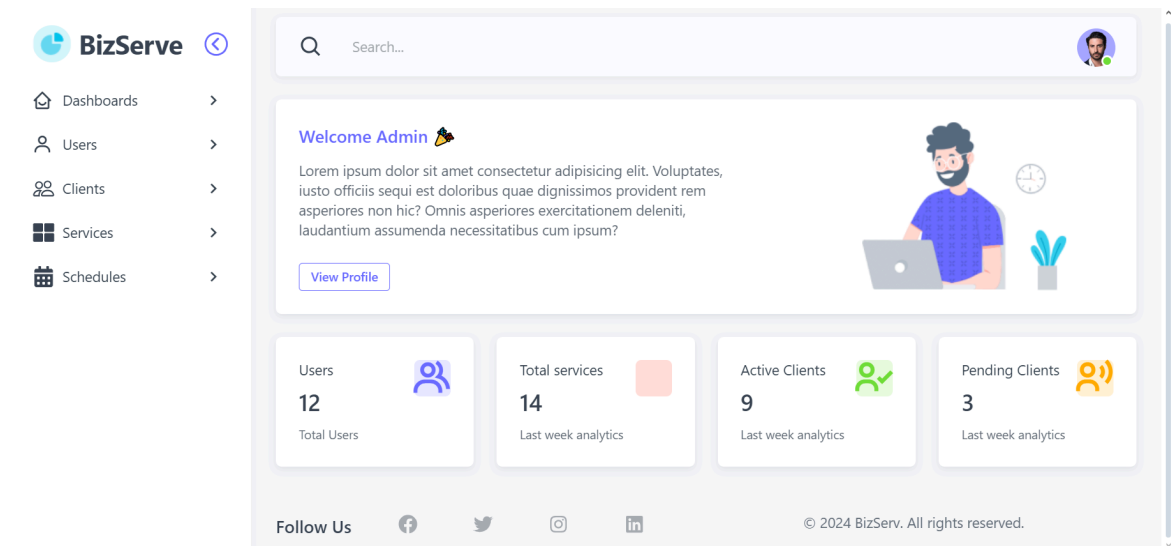 BizServe
Dashboards
Users
Clients
Services
Schedules
Search...
Welcome Admin
Lorem ipsum dolor sit amet consectetur adipisicing elit. Voluptates,
iusto officiis sequi est doloribus quae dignissimos provident rem
asperiores non hic? Omnis asperiores exercitationem deleniti,
laudantium assumenda necessitatibus cum ipsum?
View Profile
Users
12
Total Users
Total services
14
Last week analytics
Active Clients
9
Last week analytics
Pending Clients
3
Last week analytics
Follow Us
© 2024 BizServ. All rights reserved.